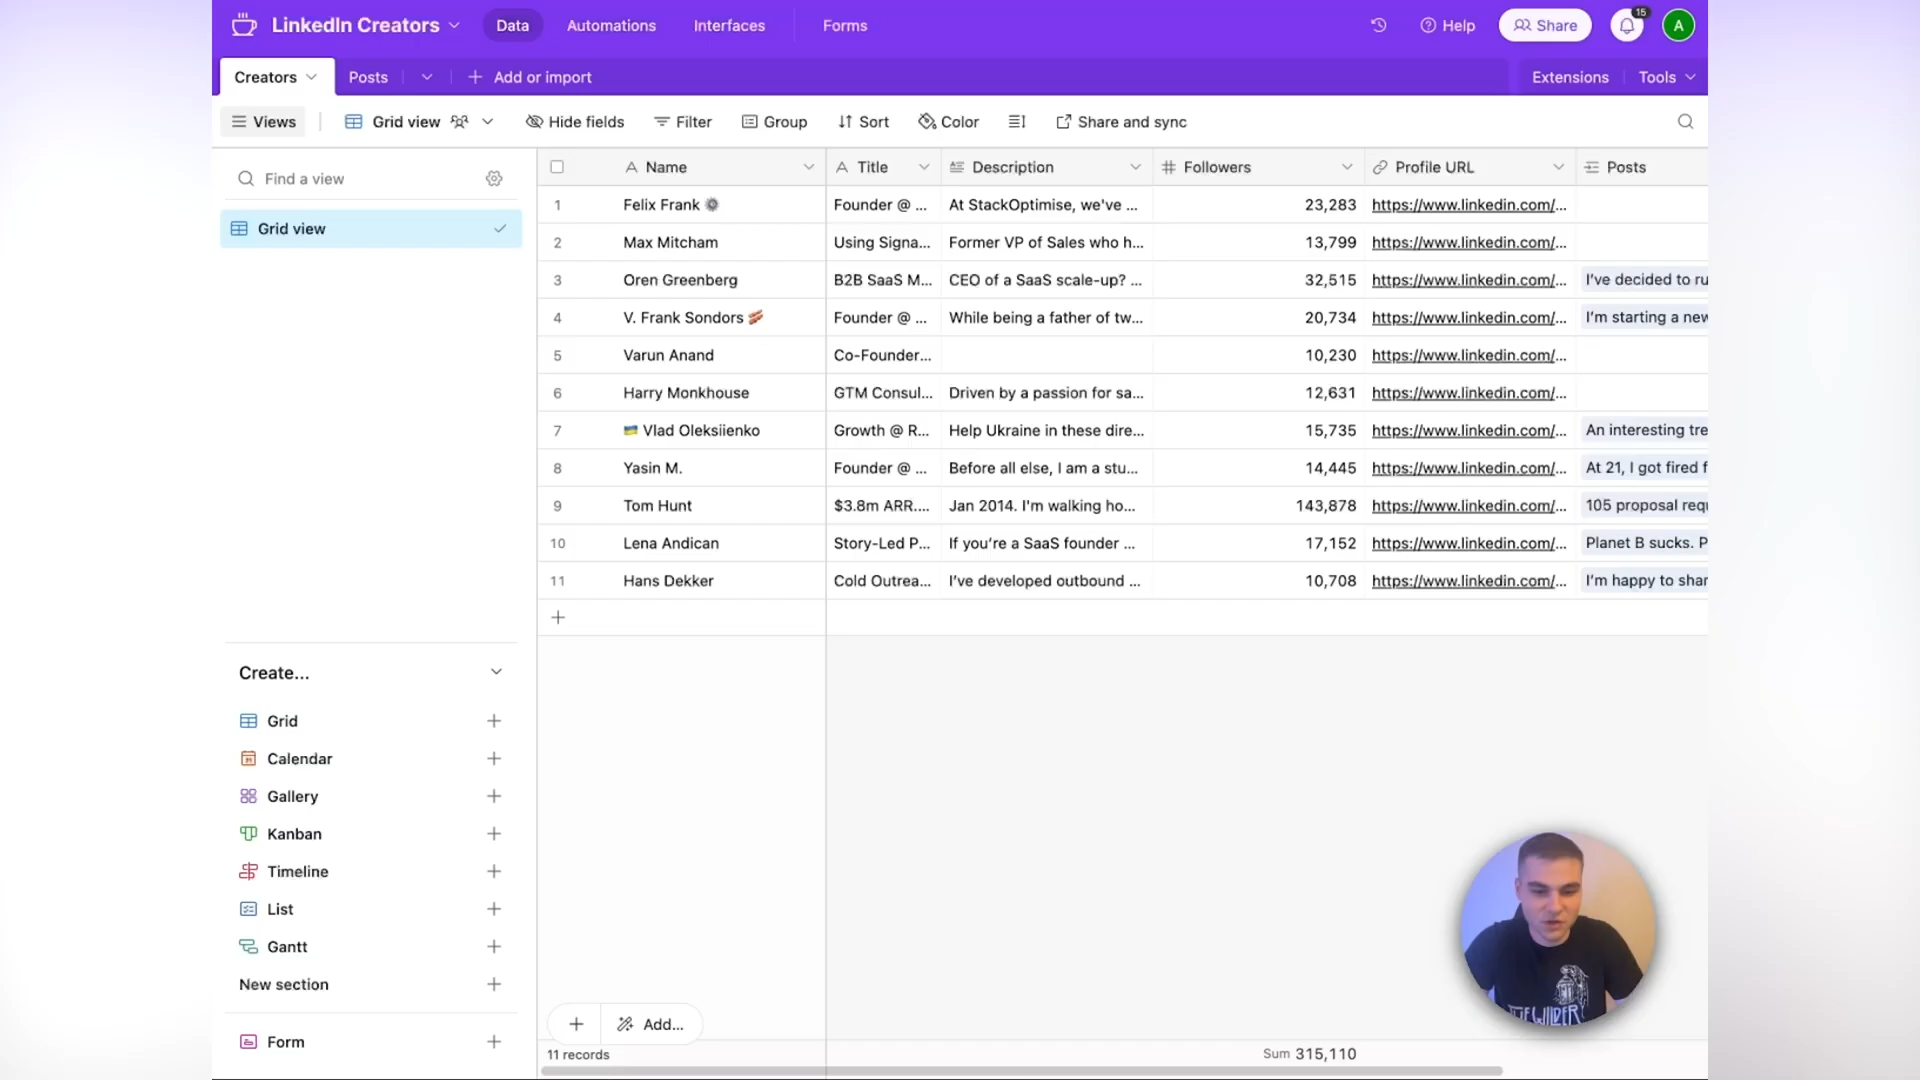 LinkedIn Creators
Data
Automations
Interfaces
Forms
Help
Share
15
A
Creators
Posts
Add or import
Extensions
Tools
Views
Grid view
Hide fields
Filter
Group
Sort
Color
Share and sync
Find a view
Grid view
Name Title Description Followers Profile URL Posts
1 Felix Frank Founder @ ... At StackOptimise, we've ... 23,283 https://www.linkedin.com/...
2 Max Mitcham Using Signa... Former VP of Sales who h... 13,799 https://www.linkedin.com/...
3 Oren Greenberg B2B SaaS M... CEO of a SaaS scale-up? ... 32,515 https://www.linkedin.com/... I've decided to ru
4 V. Frank Sondors 🥓 Founder @ ... While being a father of tw... 20,734 https://www.linkedin.com/... I'm starting a new
5 Varun Anand Co-Founder... 10,230 https://www.linkedin.com/...
6 Harry Monkhouse GTM Consul... Driven by a passion for sa... 12,631 https://www.linkedin.com/...
7 🇺🇦 Vlad Oleksiienko Growth @ R... Help Ukraine in these dire... 15,735 https://www.linkedin.com/... An interesting tre
8 Yasin M. Founder @ ... Before all else, I am a stu... 14,445 https://www.linkedin.com/... At 21, I got fired f
9 Tom Hunt $3.8m ARR.... Jan 2014. I'm walking ho... 143,878 https://www.linkedin.com/... 105 proposal requ
10 Lena Andican Story-Led P... If you're a SaaS founder ... 17,152 https://www.linkedin.com/... Planet B sucks. P
11 Hans Dekker Cold Outrea... I've developed outbound ... 10,708 https://www.linkedin.com/... I'm happy to shar
Create...
Grid
Calendar
Gallery
Kanban
Timeline
List
Gantt
New section
Form
Add...
11 records
Sum 315,110